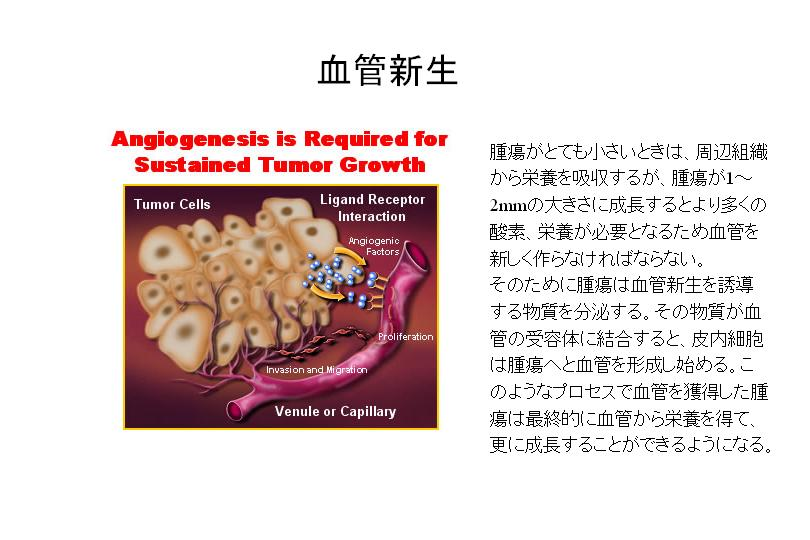 血管新生
Angiogenesis is Required for
Sustained Tumor Growth
Tumor Cells
Ligand Receptor
Interaction
Angiogenic
Factors
Proliferation
Invasion and Migration
Venule or Capillary
腫瘍がとても小さいときは、周辺組織
から栄養を吸収するが、腫瘍が1～
2mmの大きさに成長するとより多くの
酸素、栄養が必要となるため血管を
新しく作らなければならない。
そのために腫瘍は血管新生を誘導
する物質を分泌する。その物質が血
管の受容体に結合すると、皮内細胞
は腫瘍へと血管を形成し始める。こ
のようなプロセスで血管を獲得した腫
瘍は最終的に血管から栄養を得て、
更に成長することができるようになる。